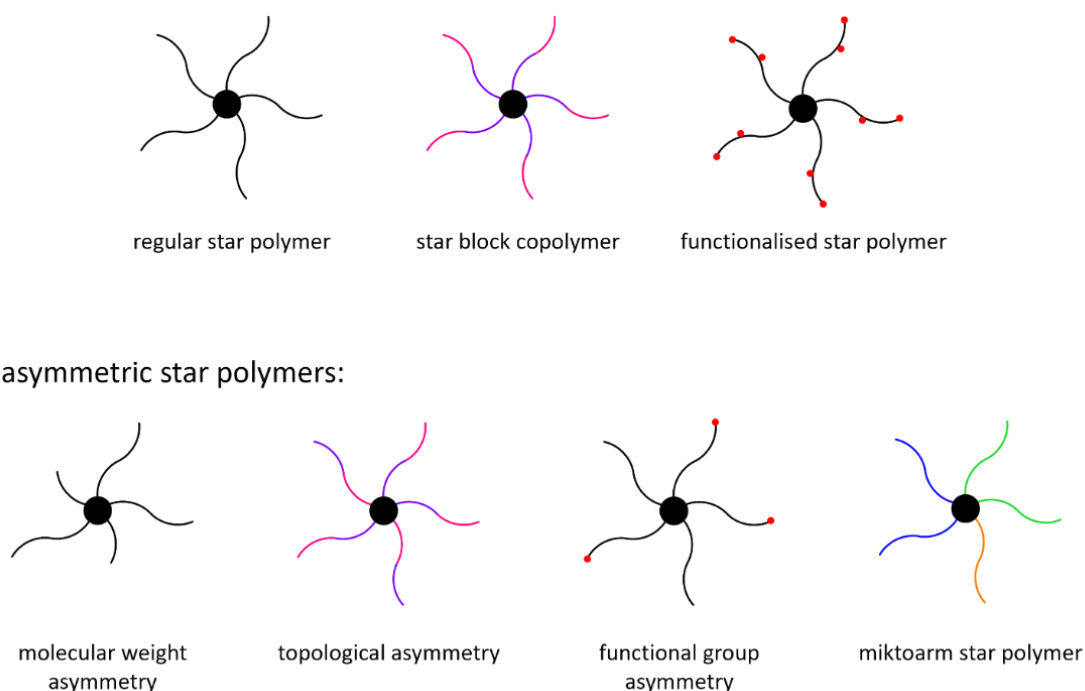 regular star polymer
star block copolymer
functionalised star polymer
asymmetric star polymers:
molecular weight
asymmetry
topological asymmetry
functional group
asymmetry
miktoarm star polymer